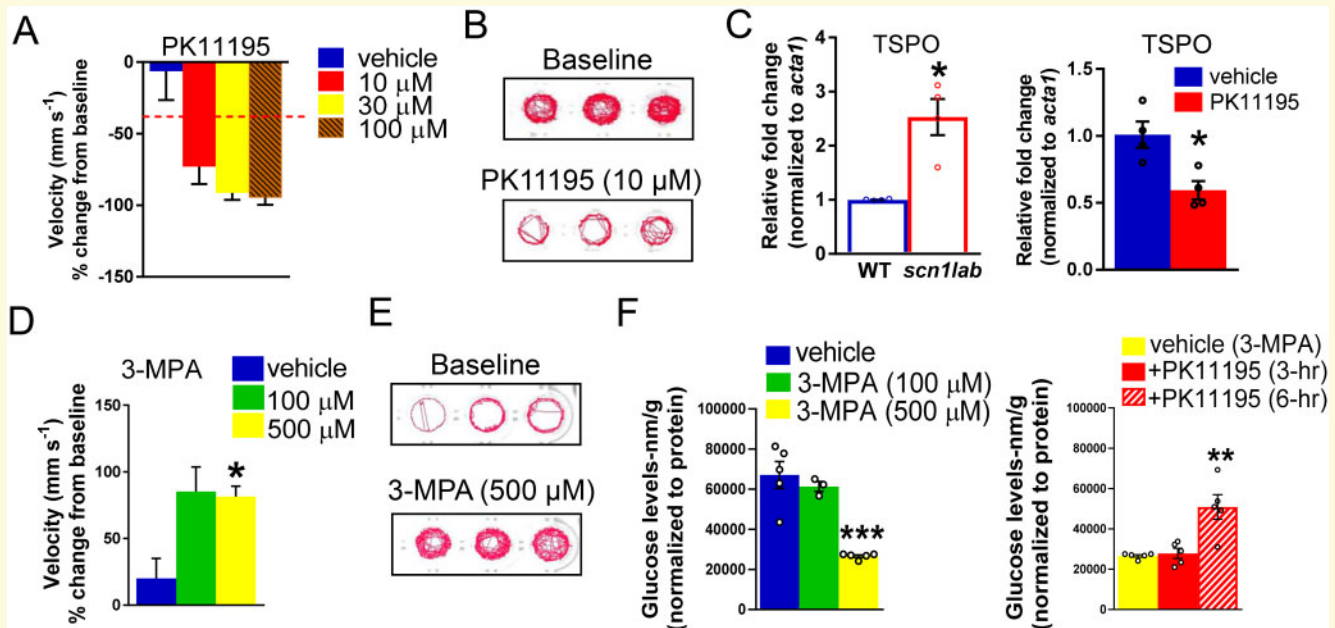 A
PK11195
vehicle
10 μM
30 μM
100 μM
0
-50
-100
-150
Velocity (mm s⁻¹)
% change from baseline
B
Baseline
PK11195 (10 μM)
C
TSPO
*
Relative fold change
(normalized to acta1)
4
3
2
1
0
WT scn1lab
TSPO
vehicle
PK11195
*
Relative fold change
(normalized to acta1)
1.5
1.0
0.5
0.0
D
3-MPA
vehicle
100 μM
500 μM
*
Velocity (mm s⁻¹)
% change from baseline
150
100
50
0
E
Baseline
3-MPA (500 μM)
F
vehicle
3-MPA (100 μM)
3-MPA (500 μM)
***
Glucose levels-nm/g
(normalized to protein)
100000
80000
60000
40000
20000
0
vehicle (3-MPA)
+PK11195 (3-hr)
+PK11195 (6-hr)
**
Glucose levels-nm/g
(normalized to protein)
100000
80000
60000
40000
20000
0